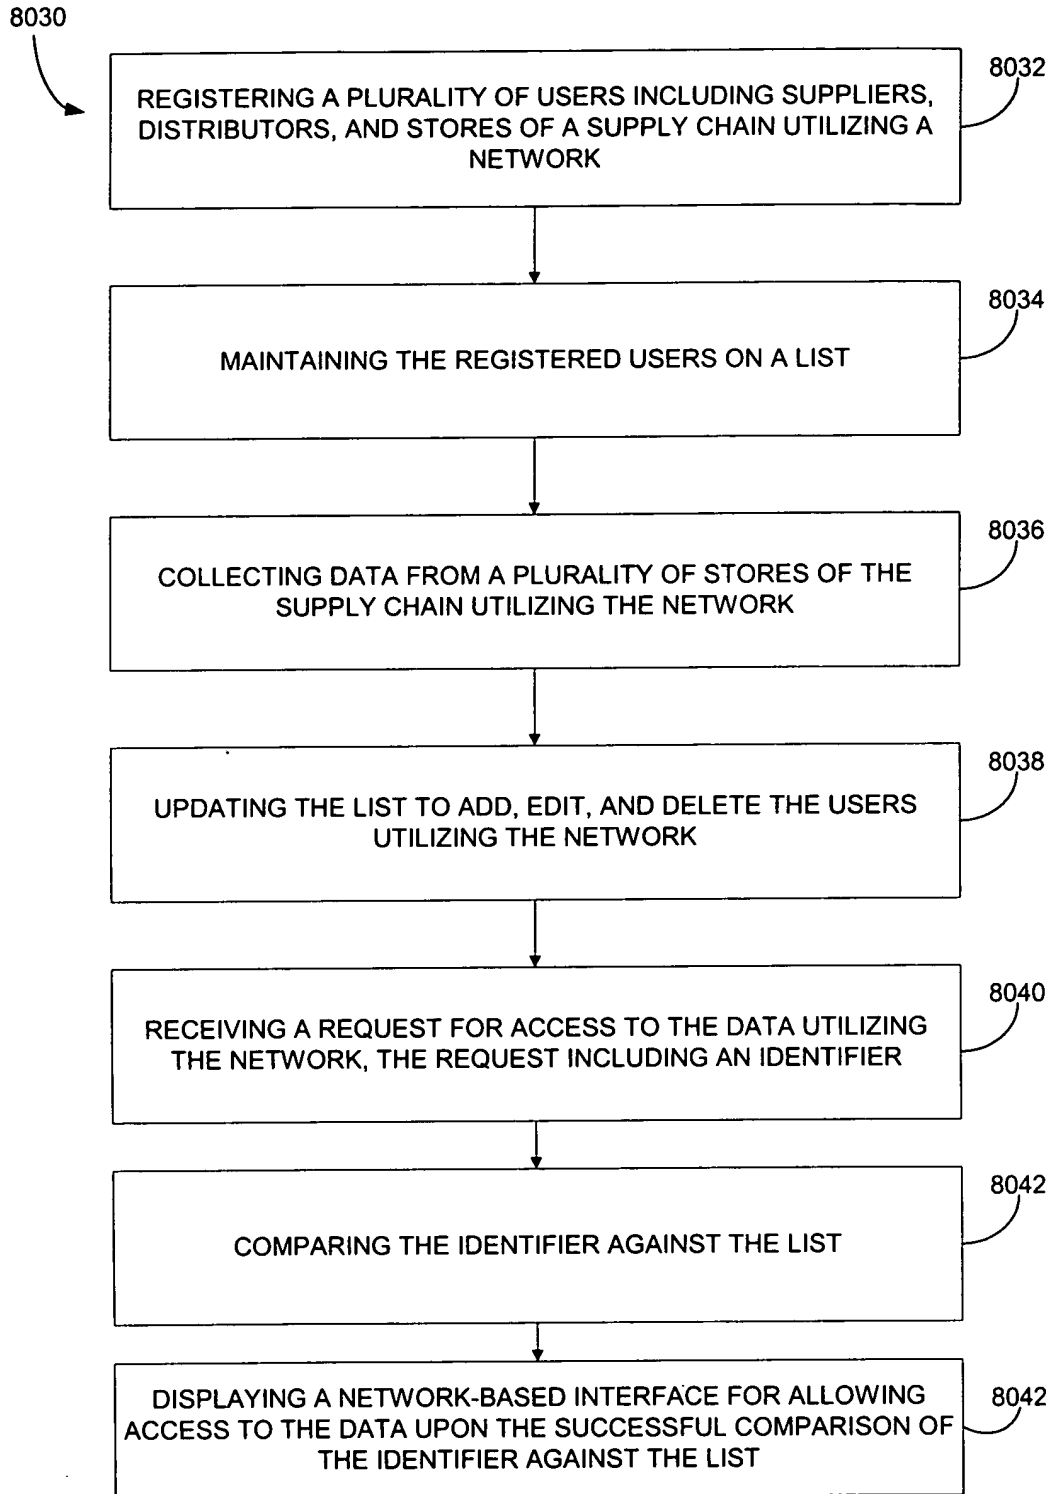 8030
8032
REGISTERING A PLURALITY OF USERS INCLUDING SUPPLIERS,
DISTRIBUTORS, AND STORES OF A SUPPLY CHAIN UTILIZING A
NETWORK
8034
MAINTAINING THE REGISTERED USERS ON A LIST
8036
COLLECTING DATA FROM A PLURALITY OF STORES OF THE
SUPPLY CHAIN UTILIZING THE NETWORK
8038
UPDATING THE LIST TO ADD, EDIT, AND DELETE THE USERS
UTILIZING THE NETWORK
8040
RECEIVING A REQUEST FOR ACCESS TO THE DATA UTILIZING
THE NETWORK, THE REQUEST INCLUDING AN IDENTIFIER
8042
COMPARING THE IDENTIFIER AGAINST THE LIST
8042
DISPLAYING A NETWORK-BASED INTERFACE FOR ALLOWING
ACCESS TO THE DATA UPON THE SUCCESSFUL COMPARISON OF
THE IDENTIFIER AGAINST THE LIST